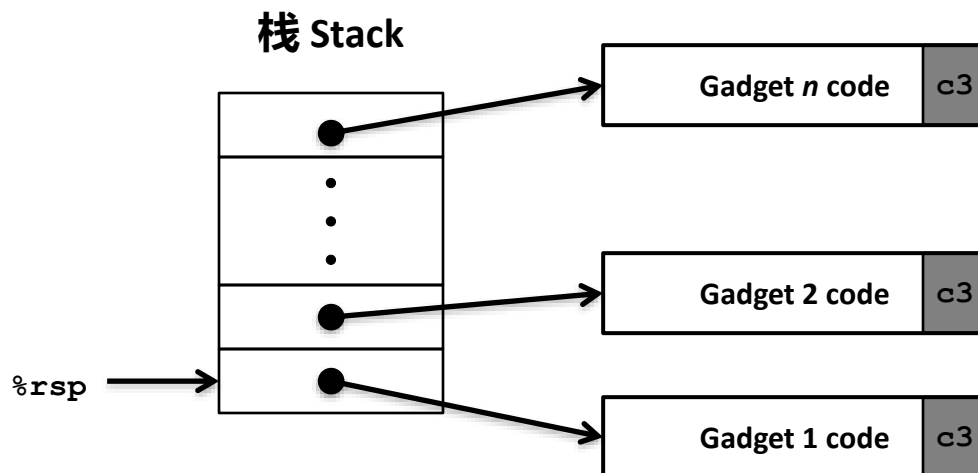 栈 Stack
Gadget n code c3
Gadget 2 code c3
%rsp
Gadget 1 code c3